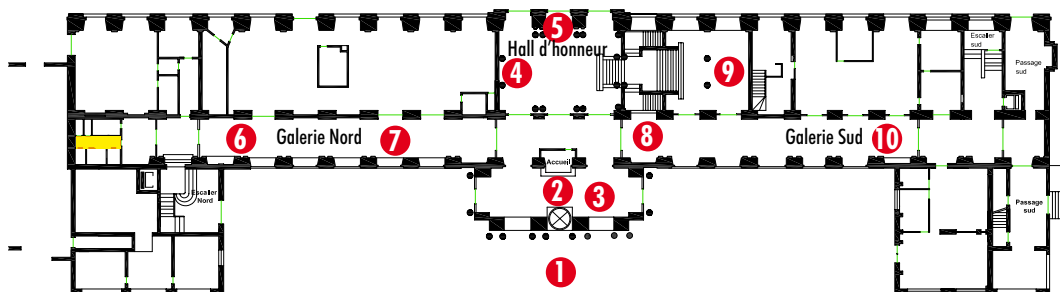 5
Hall d'honneur
4
9
Escalier
sud
Passage
sud
6
Galerie Nord
7
8
Galerie Sud
10
Accueil
2
3
Escalier
Nord
Passage
sud
1